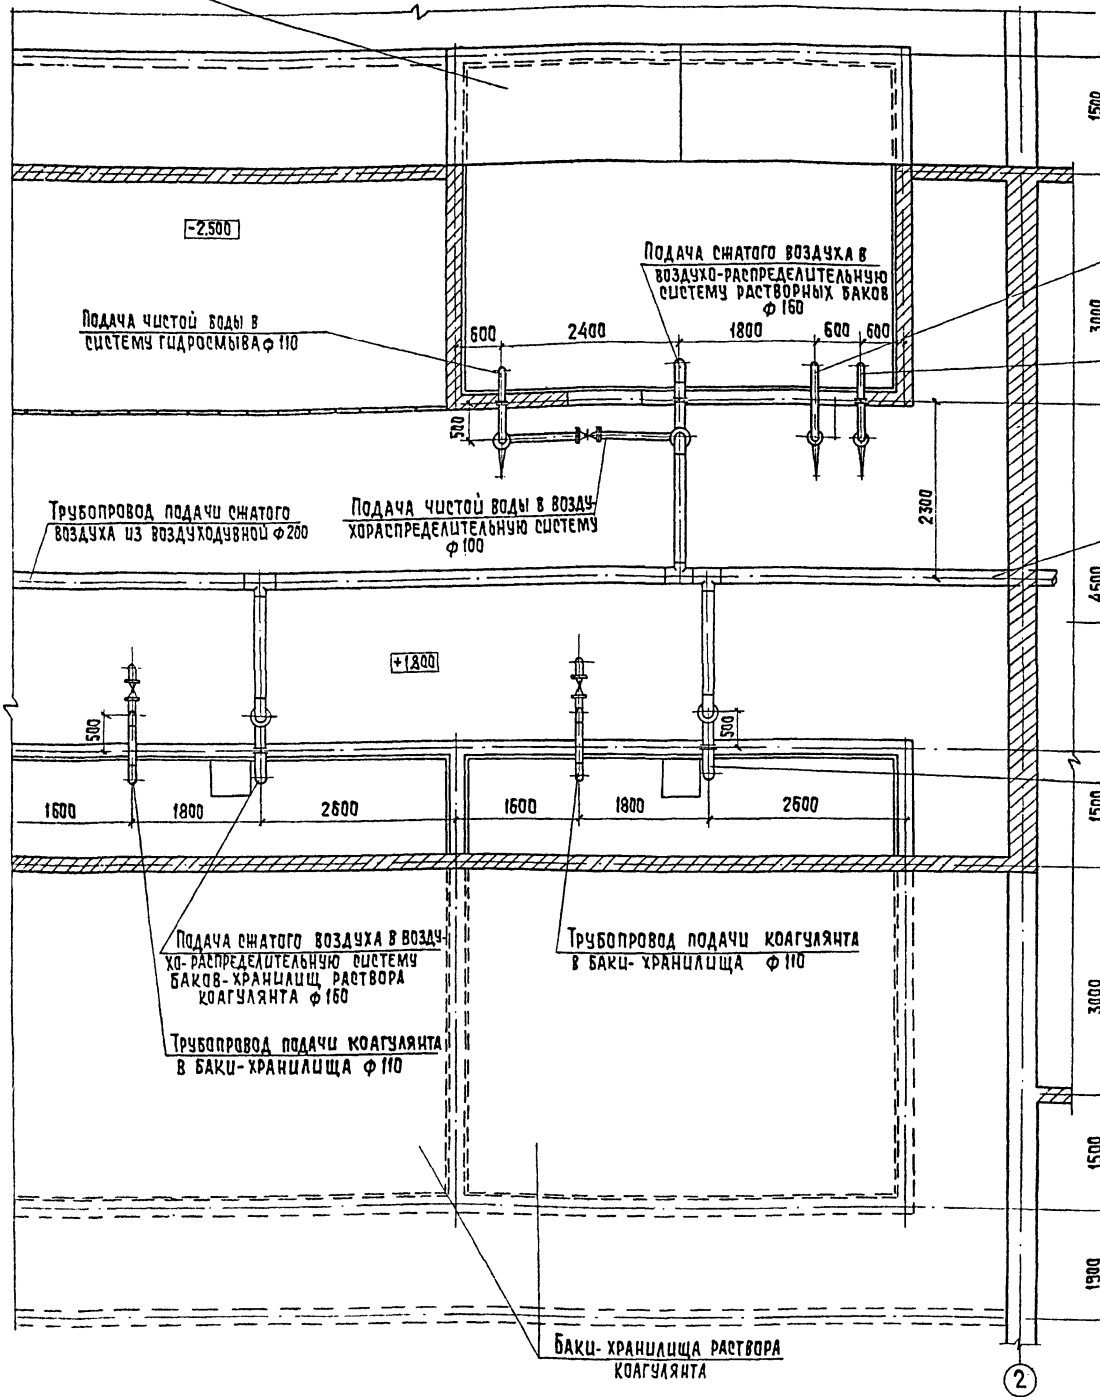 1500
-2,500
Подача сжатого воздуха в
воздухо-распределительную
систему растворных баков
ф 160
Подача чистой воды в
систему гидросмыва ф 110
3000
600
2400
1800
600
600
500
2300
Трубопровод подачи сжатого
воздуха из воздуходувной ф 200
Подача чистой воды в возду-
хораспределительную систему
ф 100
4600
+1,800
500
500
1600
1800
2600
1600
1800
2600
1500
Подача сжатого воздуха в возду-
хо-распределительную систему
баков-хранилищ раствора
коагулянта ф 160
Трубопровод подачи коагулянта
в баки-хранилища ф 110
Трубопровод подачи коагулянта
в баки-хранилища ф 110
3000
1500
1900
Баки-хранилища раствора
коагулянта
2